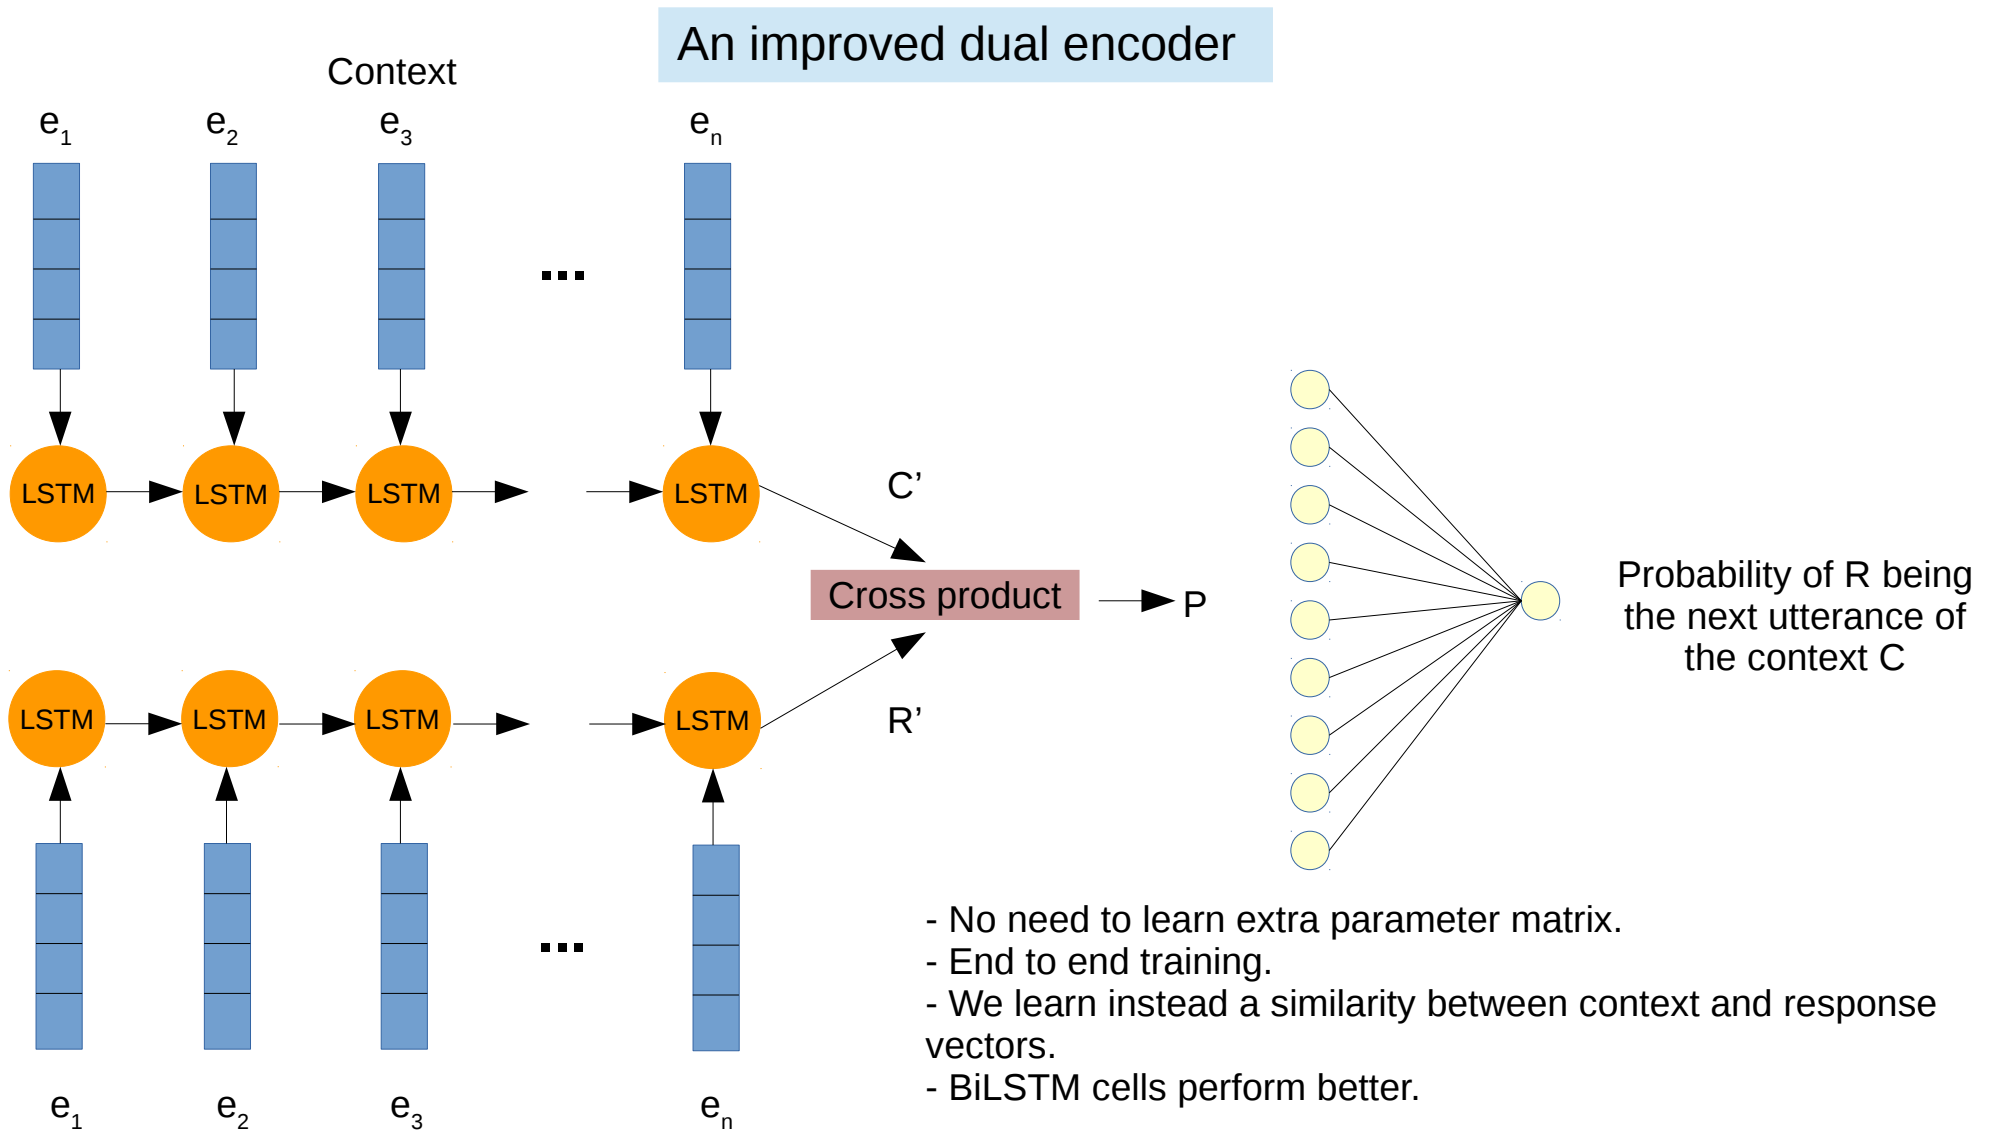 An improved dual encoder
Context
e1 e2 e3 en
...
LSTM LSTM LSTM LSTM
C’
Cross product
P
Probability of R being
the next utterance of
the context C
LSTM LSTM LSTM LSTM
R’
...
e1 e2 e3 en
- No need to learn extra parameter matrix.
- End to end training.
- We learn instead a similarity between context and response
vectors.
- BiLSTM cells perform better.